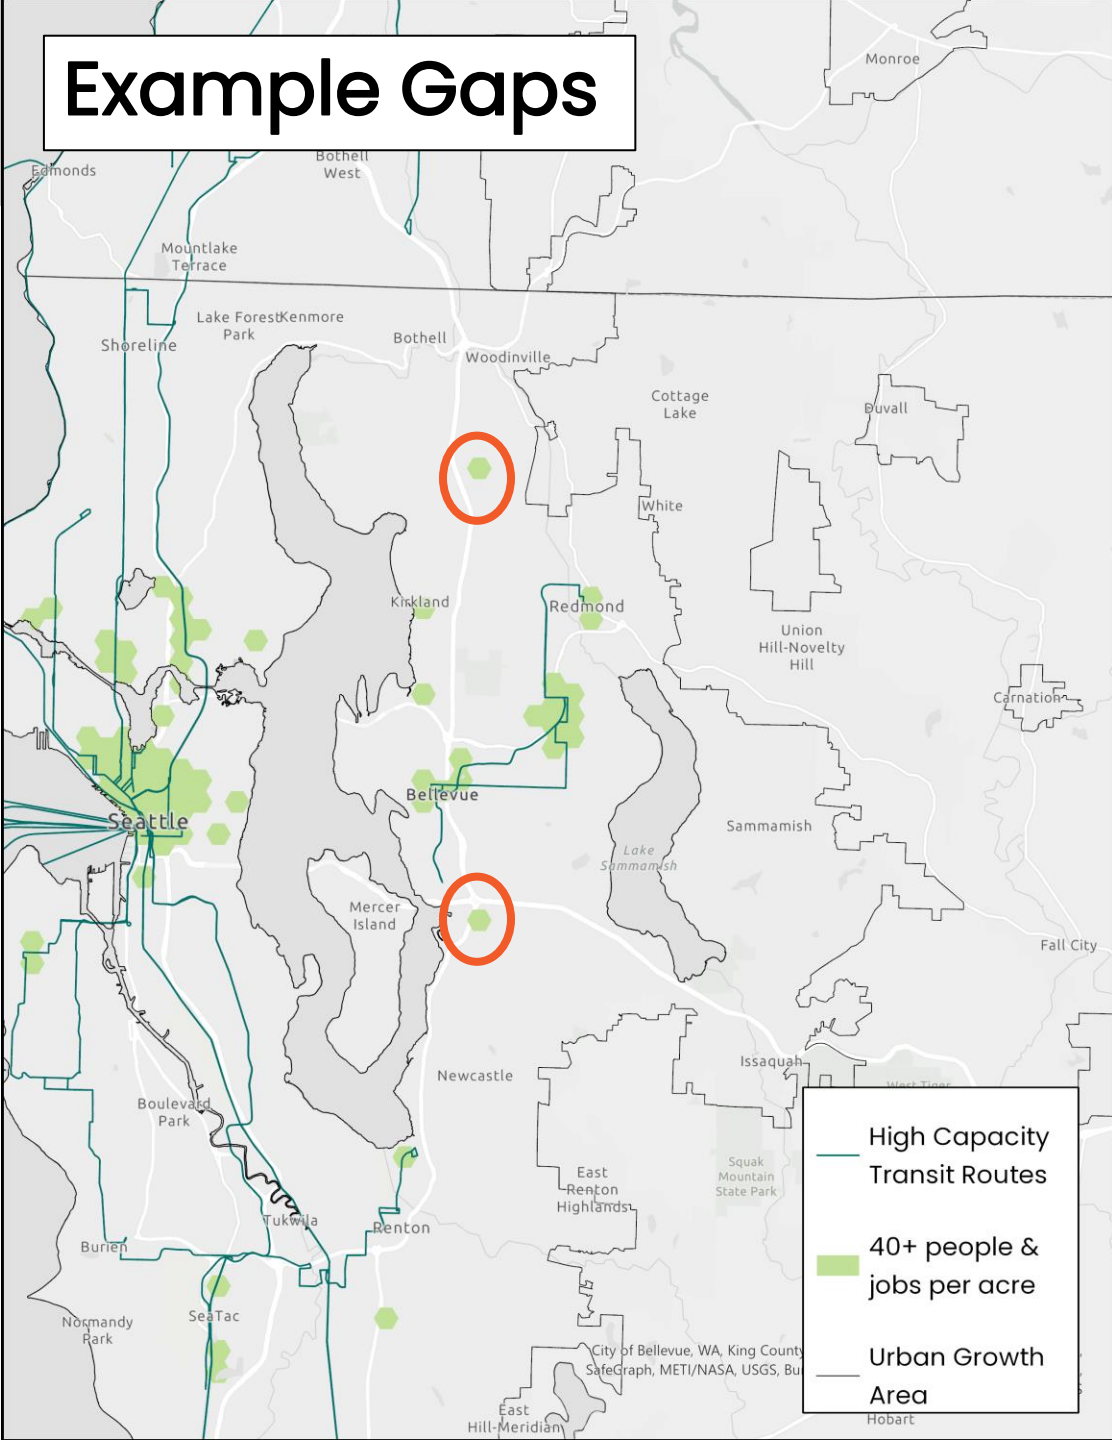 Example Gaps
Monroe
Edmonds
Bothell
West
Mountlake
Terrace
Lake Forest
Park
Kenmore
Shoreline
Bothell
Woodinville
Cottage
Lake
Duvall
White
Kirkland
Redmond
Union
Hill-Novelty
Hill
Carnation
Bellevue
Seattle
Sammamish
Lake
Sammamish
Mercer
Island
Fall City
Issaquah
Newcastle
West Tiger
Boulevard
Park
Squak
Mountain
State Park
East
Renton
Highlands
Tukwila
Renton
Burien
SeaTac
Normandy
Park
City of Bellevue, WA, King County
SafeGraph, METI/NASA, USGS, Bu
East
Hill-Meridian
Hobart
High Capacity
Transit Routes
40+ people &
jobs per acre
Urban Growth
Area